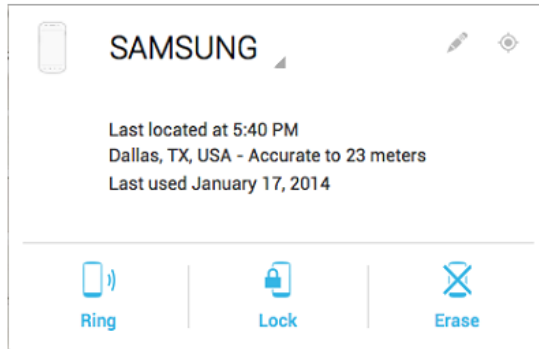 SAMSUNG
Last located at 5:40 PM
Dallas, TX, USA - Accurate to 23 meters
Last used January 17, 2014
Ring
Lock
Erase